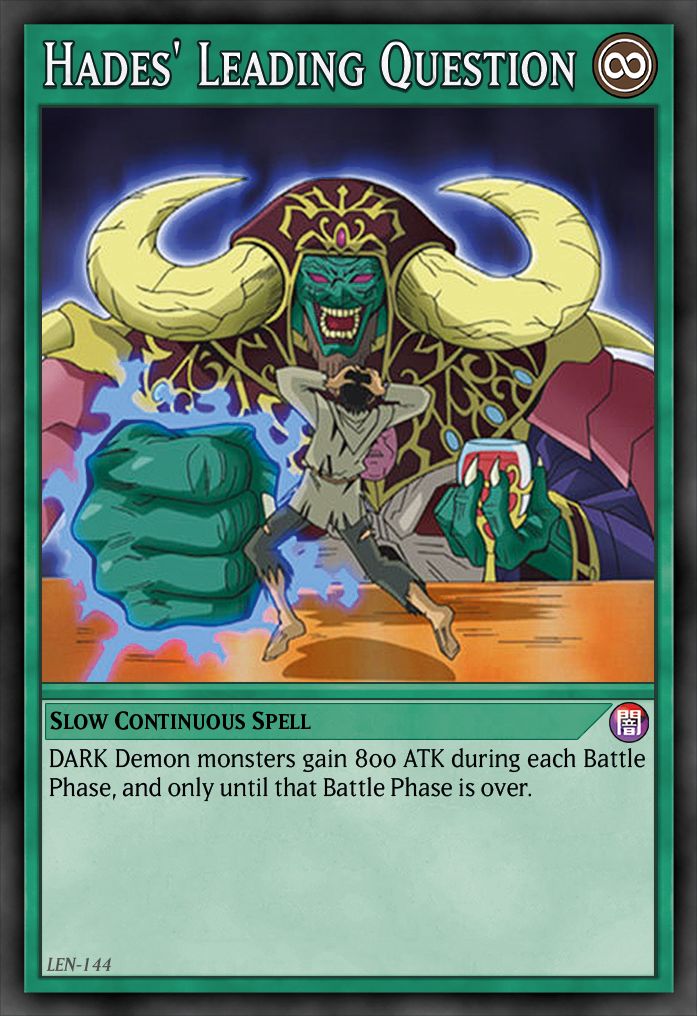 Hades' Leading Question
Slow Continuous Spell
闇
DARK Demon monsters gain 800 ATK during each Battle
Phase, and only until that Battle Phase is over.
LEN-144